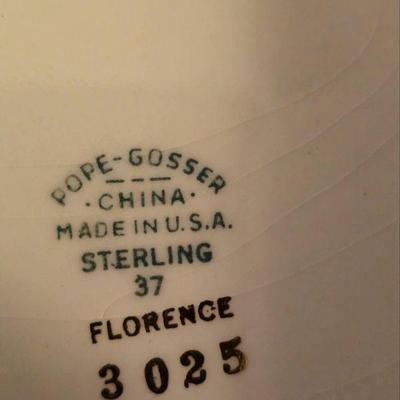 POPE-GOSSER
· CHINA ·
MADE IN U.S.A.
STERLING
37
FLORENCE
3025